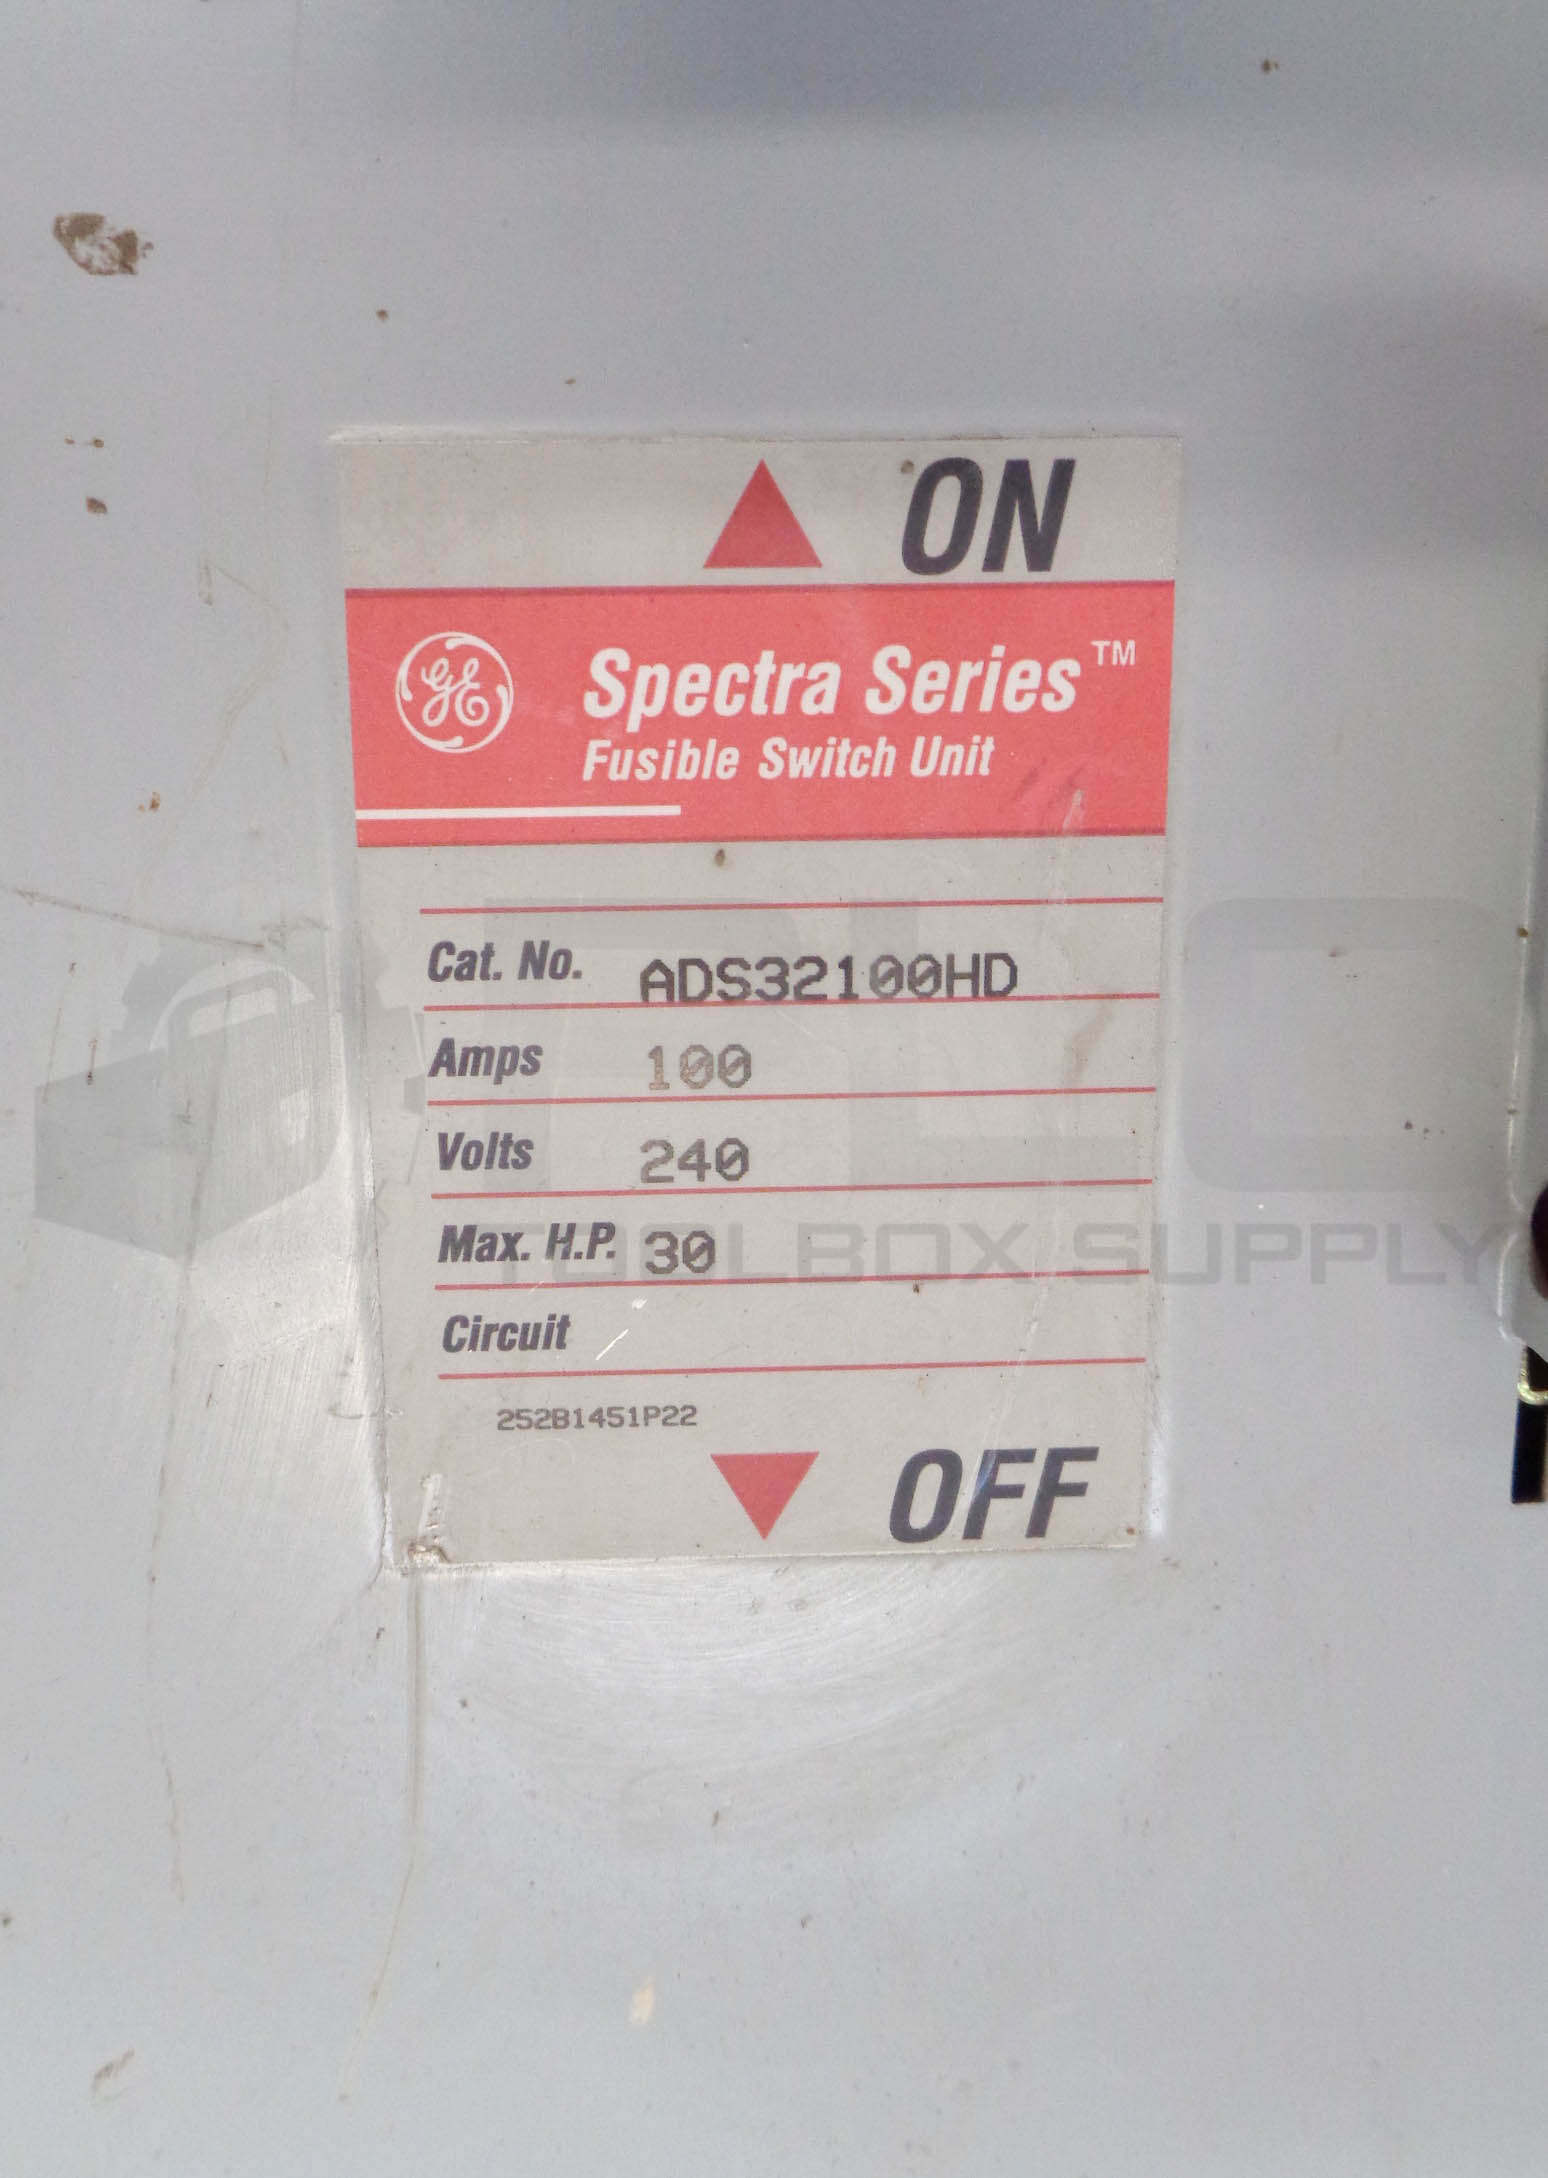 ON
GE
Spectra Series™
Fusible Switch Unit
Cat. No. ADS32100HD
Amps 100
Volts 240
Max. H.P. 30
Circuit
252B1451P22
OFF
PLC
TOOLBOX SUPPLY